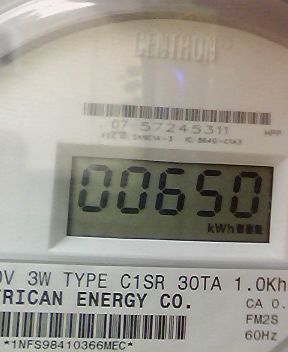 CENTRON
07 57245311
00650
kWh
V 3W TYPE C1SR 30TA 1.0Kh
RICAN ENERGY CO.
CA 0.
FM2S
*1NFS98410366MEC*
60Hz